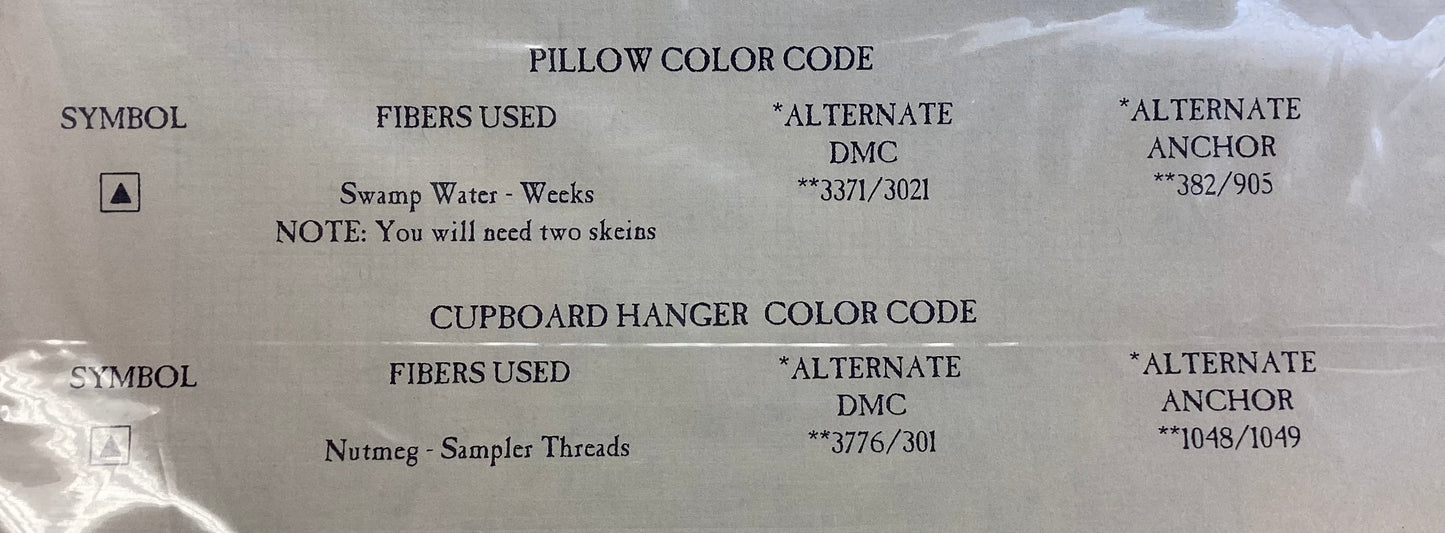 PILLOW COLOR CODE
SYMBOL FIBERS USED *ALTERNATE *ALTERNATE
DMC ANCHOR
Swamp Water - Weeks **3371/3021 **382/905
NOTE: You will need two skeins
CUPBOARD HANGER COLOR CODE
SYMBOL FIBERS USED *ALTERNATE *ALTERNATE
DMC ANCHOR
Nutmeg - Sampler Threads **3776/301 **1048/1049